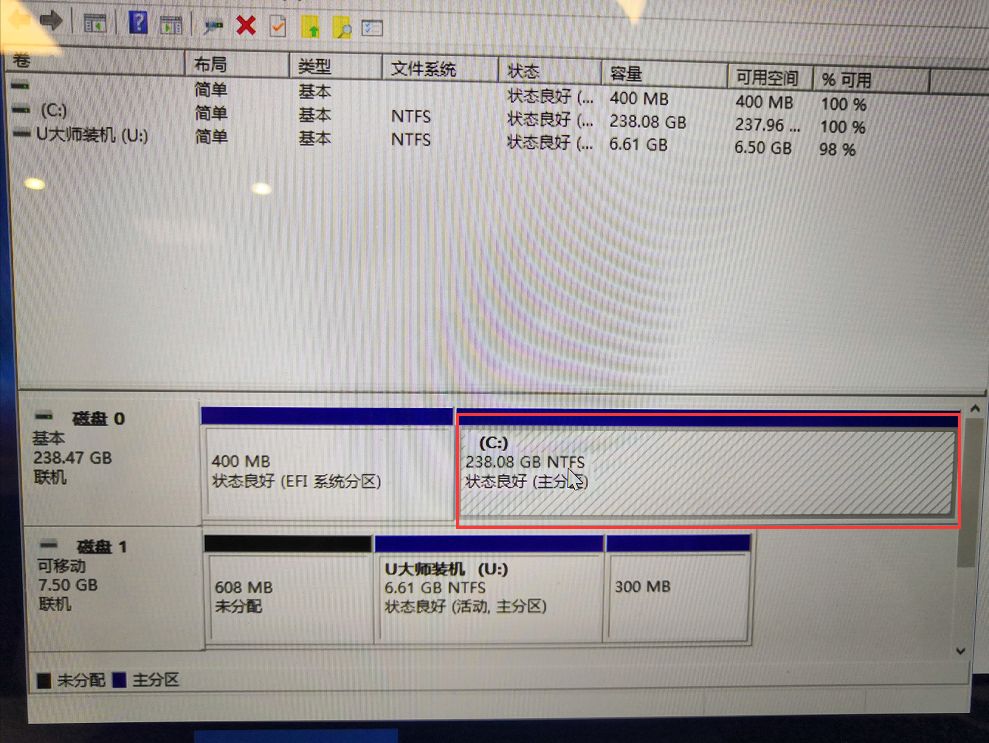 卷 布局 类型 文件系统 状态 容量 可用空间 % 可用
简单 基本 状态良好 (... 400 MB 400 MB 100 %
(C:) 简单 基本 NTFS 状态良好 (... 238.08 GB 237.96 ... 100 %
U大师装机 (U:) 简单 基本 NTFS 状态良好 (... 6.61 GB 6.50 GB 98 %
磁盘 0
基本
238.47 GB
联机
400 MB
状态良好 (EFI 系统分区)
(C:)
238.08 GB NTFS
状态良好 (主分区)
磁盘 1
可移动
7.50 GB
联机
608 MB
未分配
U大师装机 (U:)
6.61 GB NTFS
状态良好 (活动, 主分区)
300 MB
未分配 主分区